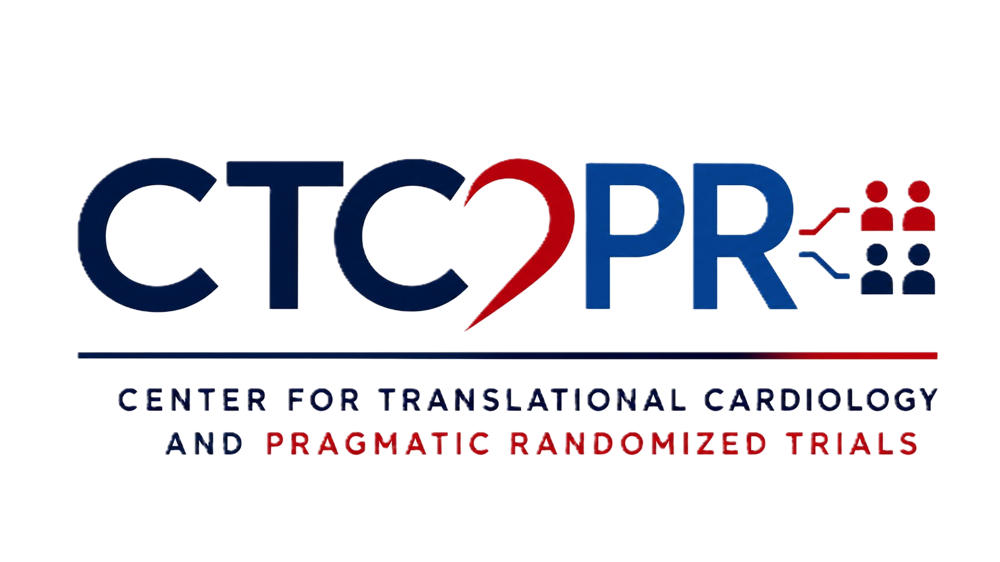 CTCPR
CENTER FOR TRANSLATIONAL CARDIOLOGY
AND PRAGMATIC RANDOMIZED TRIALS